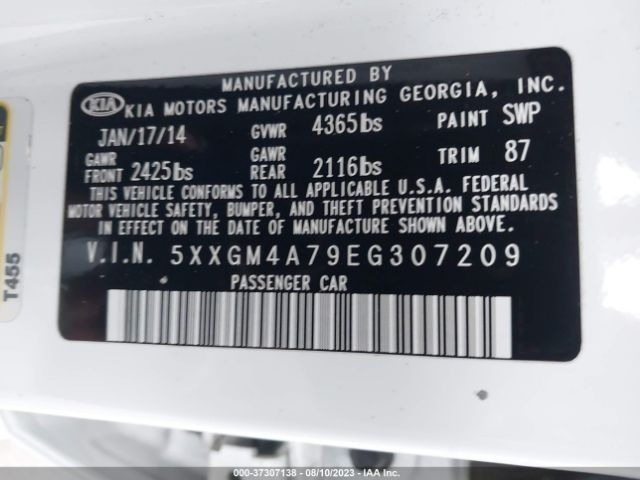 MANUFACTURED BY
KIA KIA MOTORS MANUFACTURING GEORGIA, INC.
JAN/17/14 GVWR 4365lbs PAINT SWP
GAWR FRONT 2425lbs GAWR REAR 2116lbs TRIM 87
THIS VEHICLE CONFORMS TO ALL APPLICABLE U.S.A. FEDERAL
MOTOR VEHICLE SAFETY, BUMPER, AND THEFT PREVENTION STANDARDS
IN EFFECT ON THE DATE OF MANUFACTURE SHOWN ABOVE.
V.I.N. 5XXGM4A79EG307209
PASSENGER CAR
T455
000-37307138 - 08/10/2023 - IAAI.com